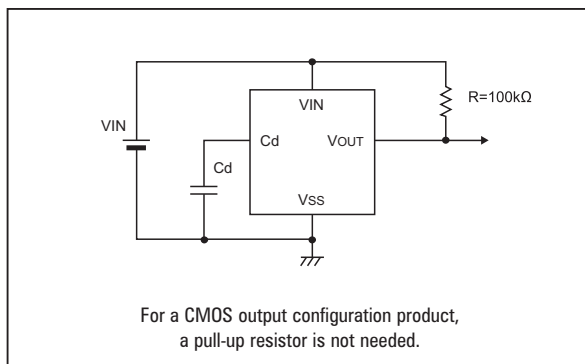 VIN
R=100kΩ
VIN
Cd
VOUT
Cd
VSS
For a CMOS output configuration product,
a pull-up resistor is not needed.